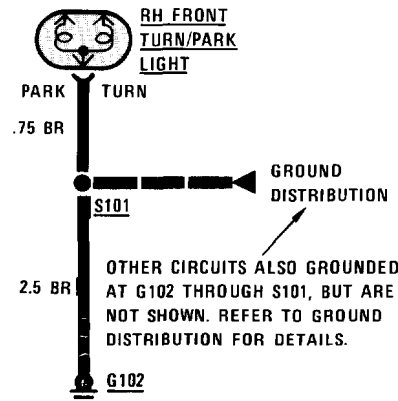 RH FRONT
TURN/PARK
LIGHT
PARK TURN
.75 BR
GROUND
DISTRIBUTION
S101
OTHER CIRCUITS ALSO GROUNDED
AT G102 THROUGH S101, BUT ARE
NOT SHOWN. REFER TO GROUND
DISTRIBUTION FOR DETAILS.
2.5 BR
G102